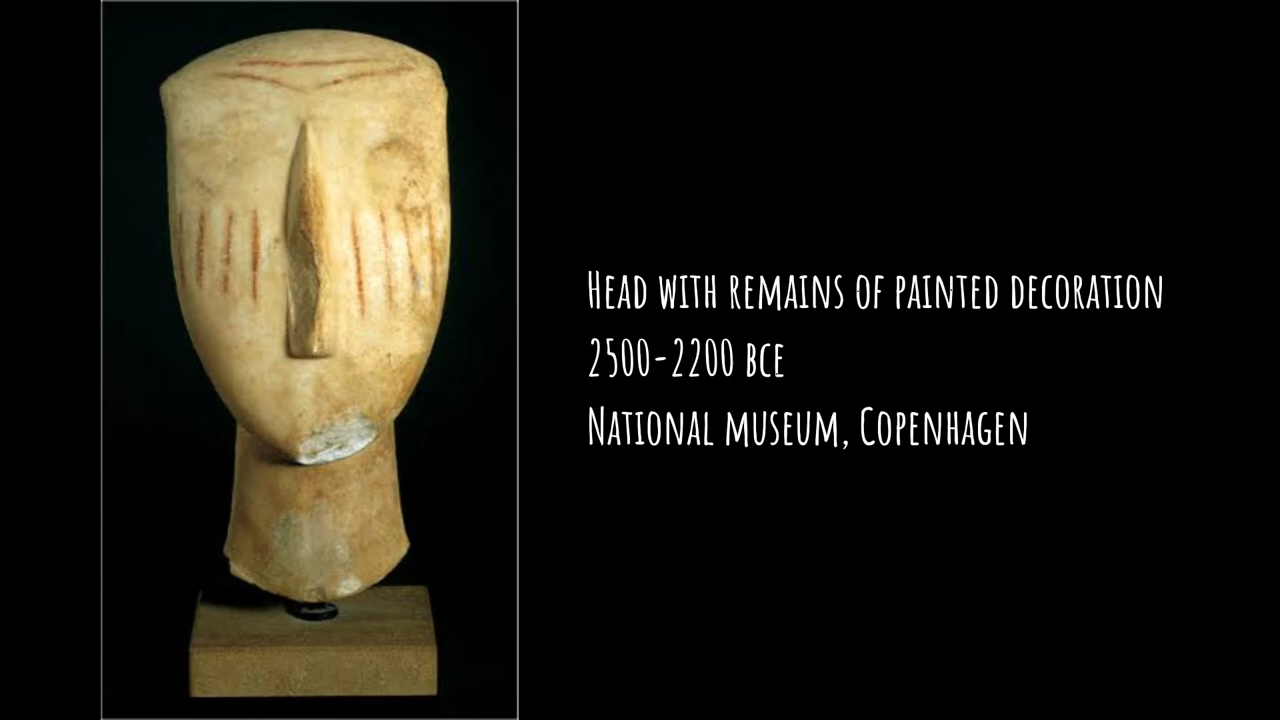 Head with remains of painted decoration
2500-2200 BCE
National museum, Copenhagen